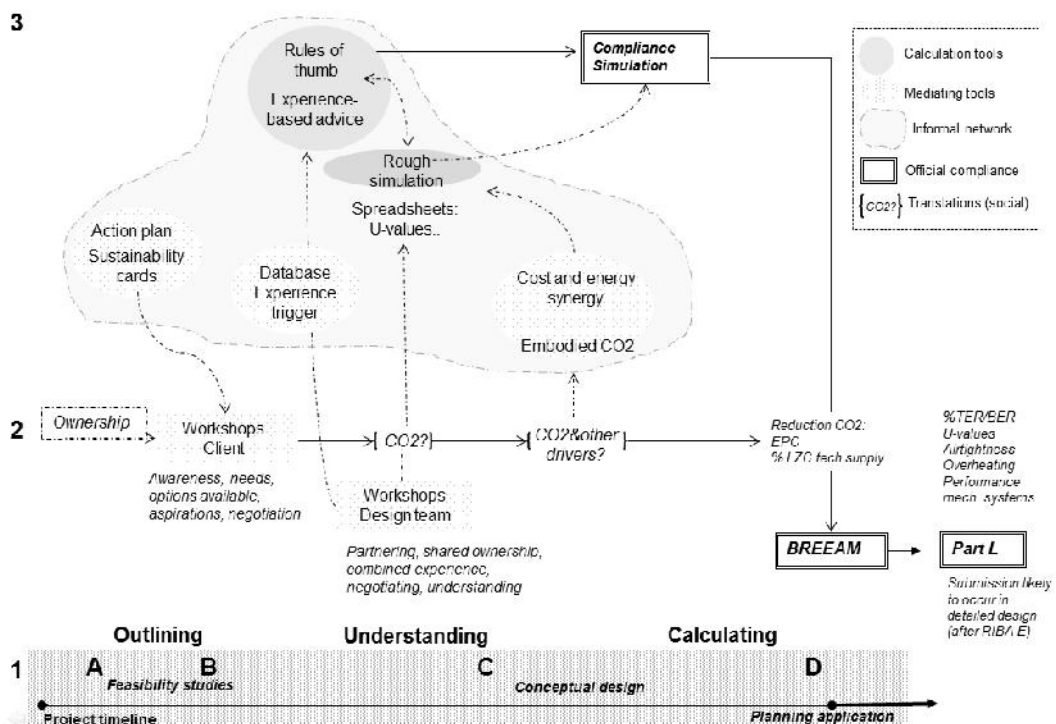 3
Rules of
thumb
Experience-
based advice
Compliance
Simulation
Calculation tools
Mediating tools
Informal network
Official compliance
{CO2?} Translations (social)
Rough
simulation
Spreadsheets:
U-values..
Action plan
Sustainability
cards
Database
Experience
trigger
Cost and energy
synergy
Embodied CO2
2
Ownership
Workshops
Client
{CO2?}
{CO2&other
drivers?}
Reduction CO2:
EPC
% LZC tech supply
%TER/BER
U-values
Airtightness
Overheating
Performance
mech. systems
Awareness, needs,
options available,
aspirations, negotiation
Workshops
Design team
Partnering, shared ownership,
combined experience,
negotiating, understanding
BREEAM
Part L
Submission likely
to occur in
detailed design
(after RIBA E)
Outlining
Understanding
Calculating
1
A
B
C
D
Feasibility studies
Conceptual design
Project timeline
Planning application